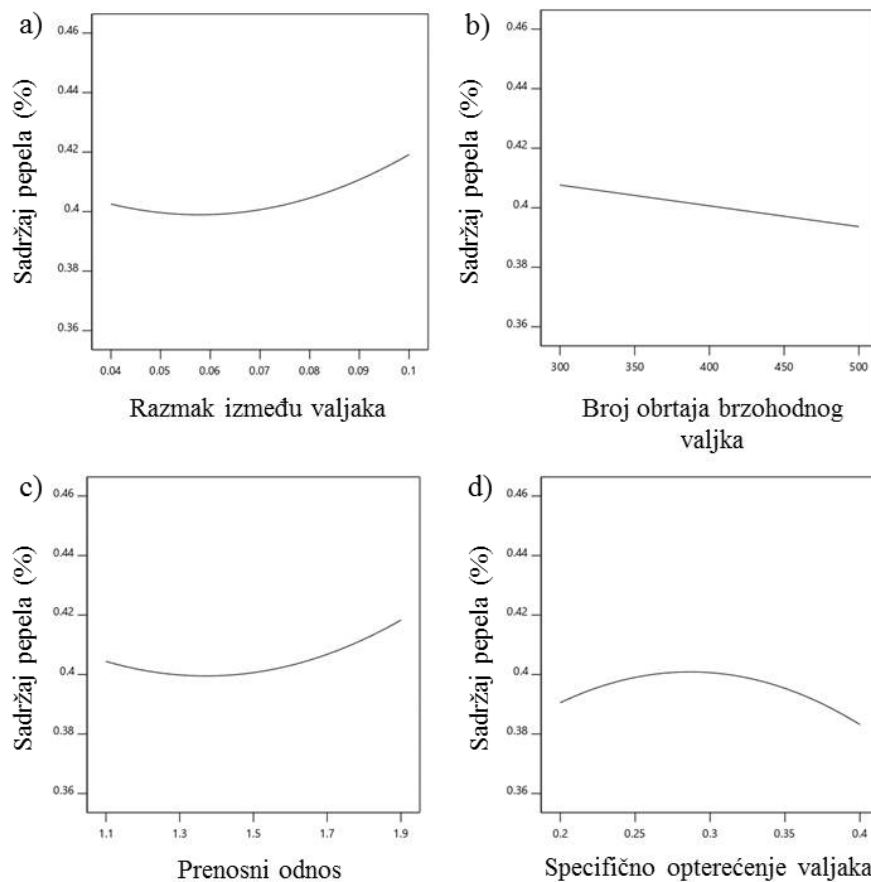 a)
Sadržaj pepela (%)
0.46
0.44
0.42
0.4
0.38
0.36
0.04 0.05 0.06 0.07 0.08 0.09 0.1
Razmak između valjaka
b)
Sadržaj pepela (%)
0.46
0.44
0.42
0.4
0.38
0.36
300 350 400 450 500
Broj obrtaja brzohodnog
valjka
c)
Sadržaj pepela (%)
0.46
0.44
0.42
0.4
0.38
0.36
1.1 1.3 1.5 1.7 1.9
Prenosni odnos
d)
Sadržaj pepela (%)
0.46
0.44
0.42
0.4
0.38
0.36
0.2 0.25 0.3 0.35 0.4
Specifično opterećenje valjaka